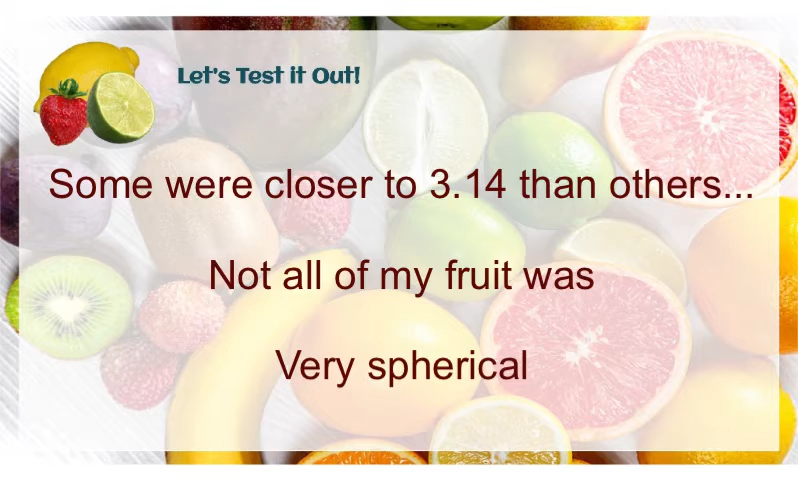 Let's Test it Out!
Some were closer to 3.14 than others...
Not all of my fruit was
Very spherical